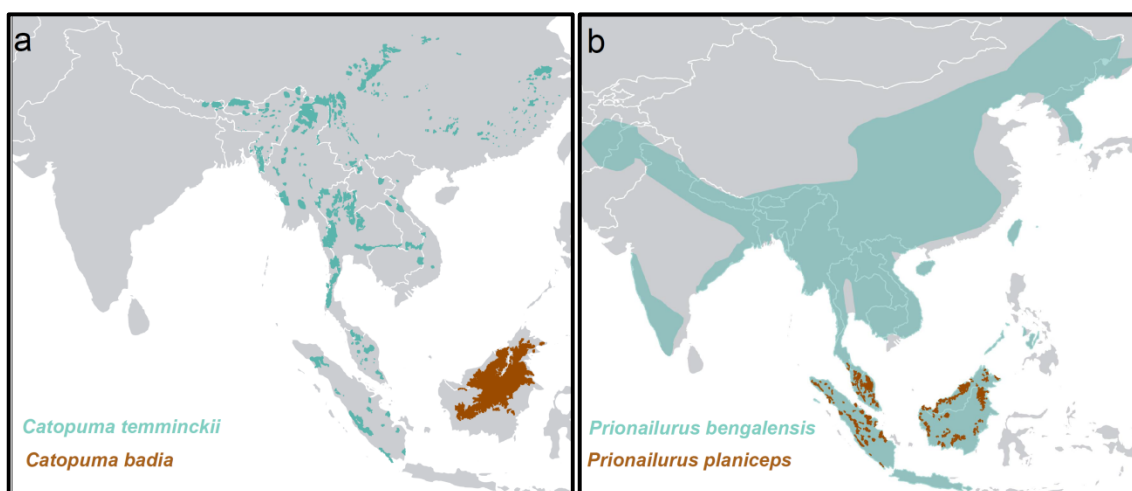 a
Catopuma temminckii
Catopuma badia
b
Prionailurus bengalensis
Prionailurus planiceps